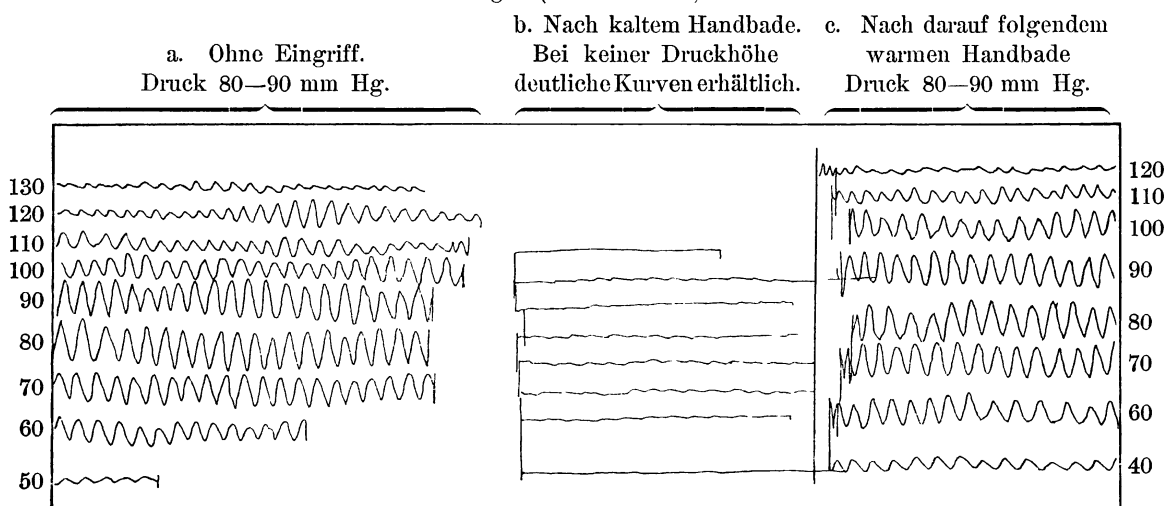 a. Ohne Eingriff.
Druck 80—90 mm Hg.
b. Nach kaltem Handbade.
Bei keiner Druckhöhe
deutliche Kurven erhältlich.
c. Nach darauf folgendem
warmen Handbade
Druck 80—90 mm Hg.
130
120
110
100
90
80
70
60
50
120
110
100
90
80
70
60
40